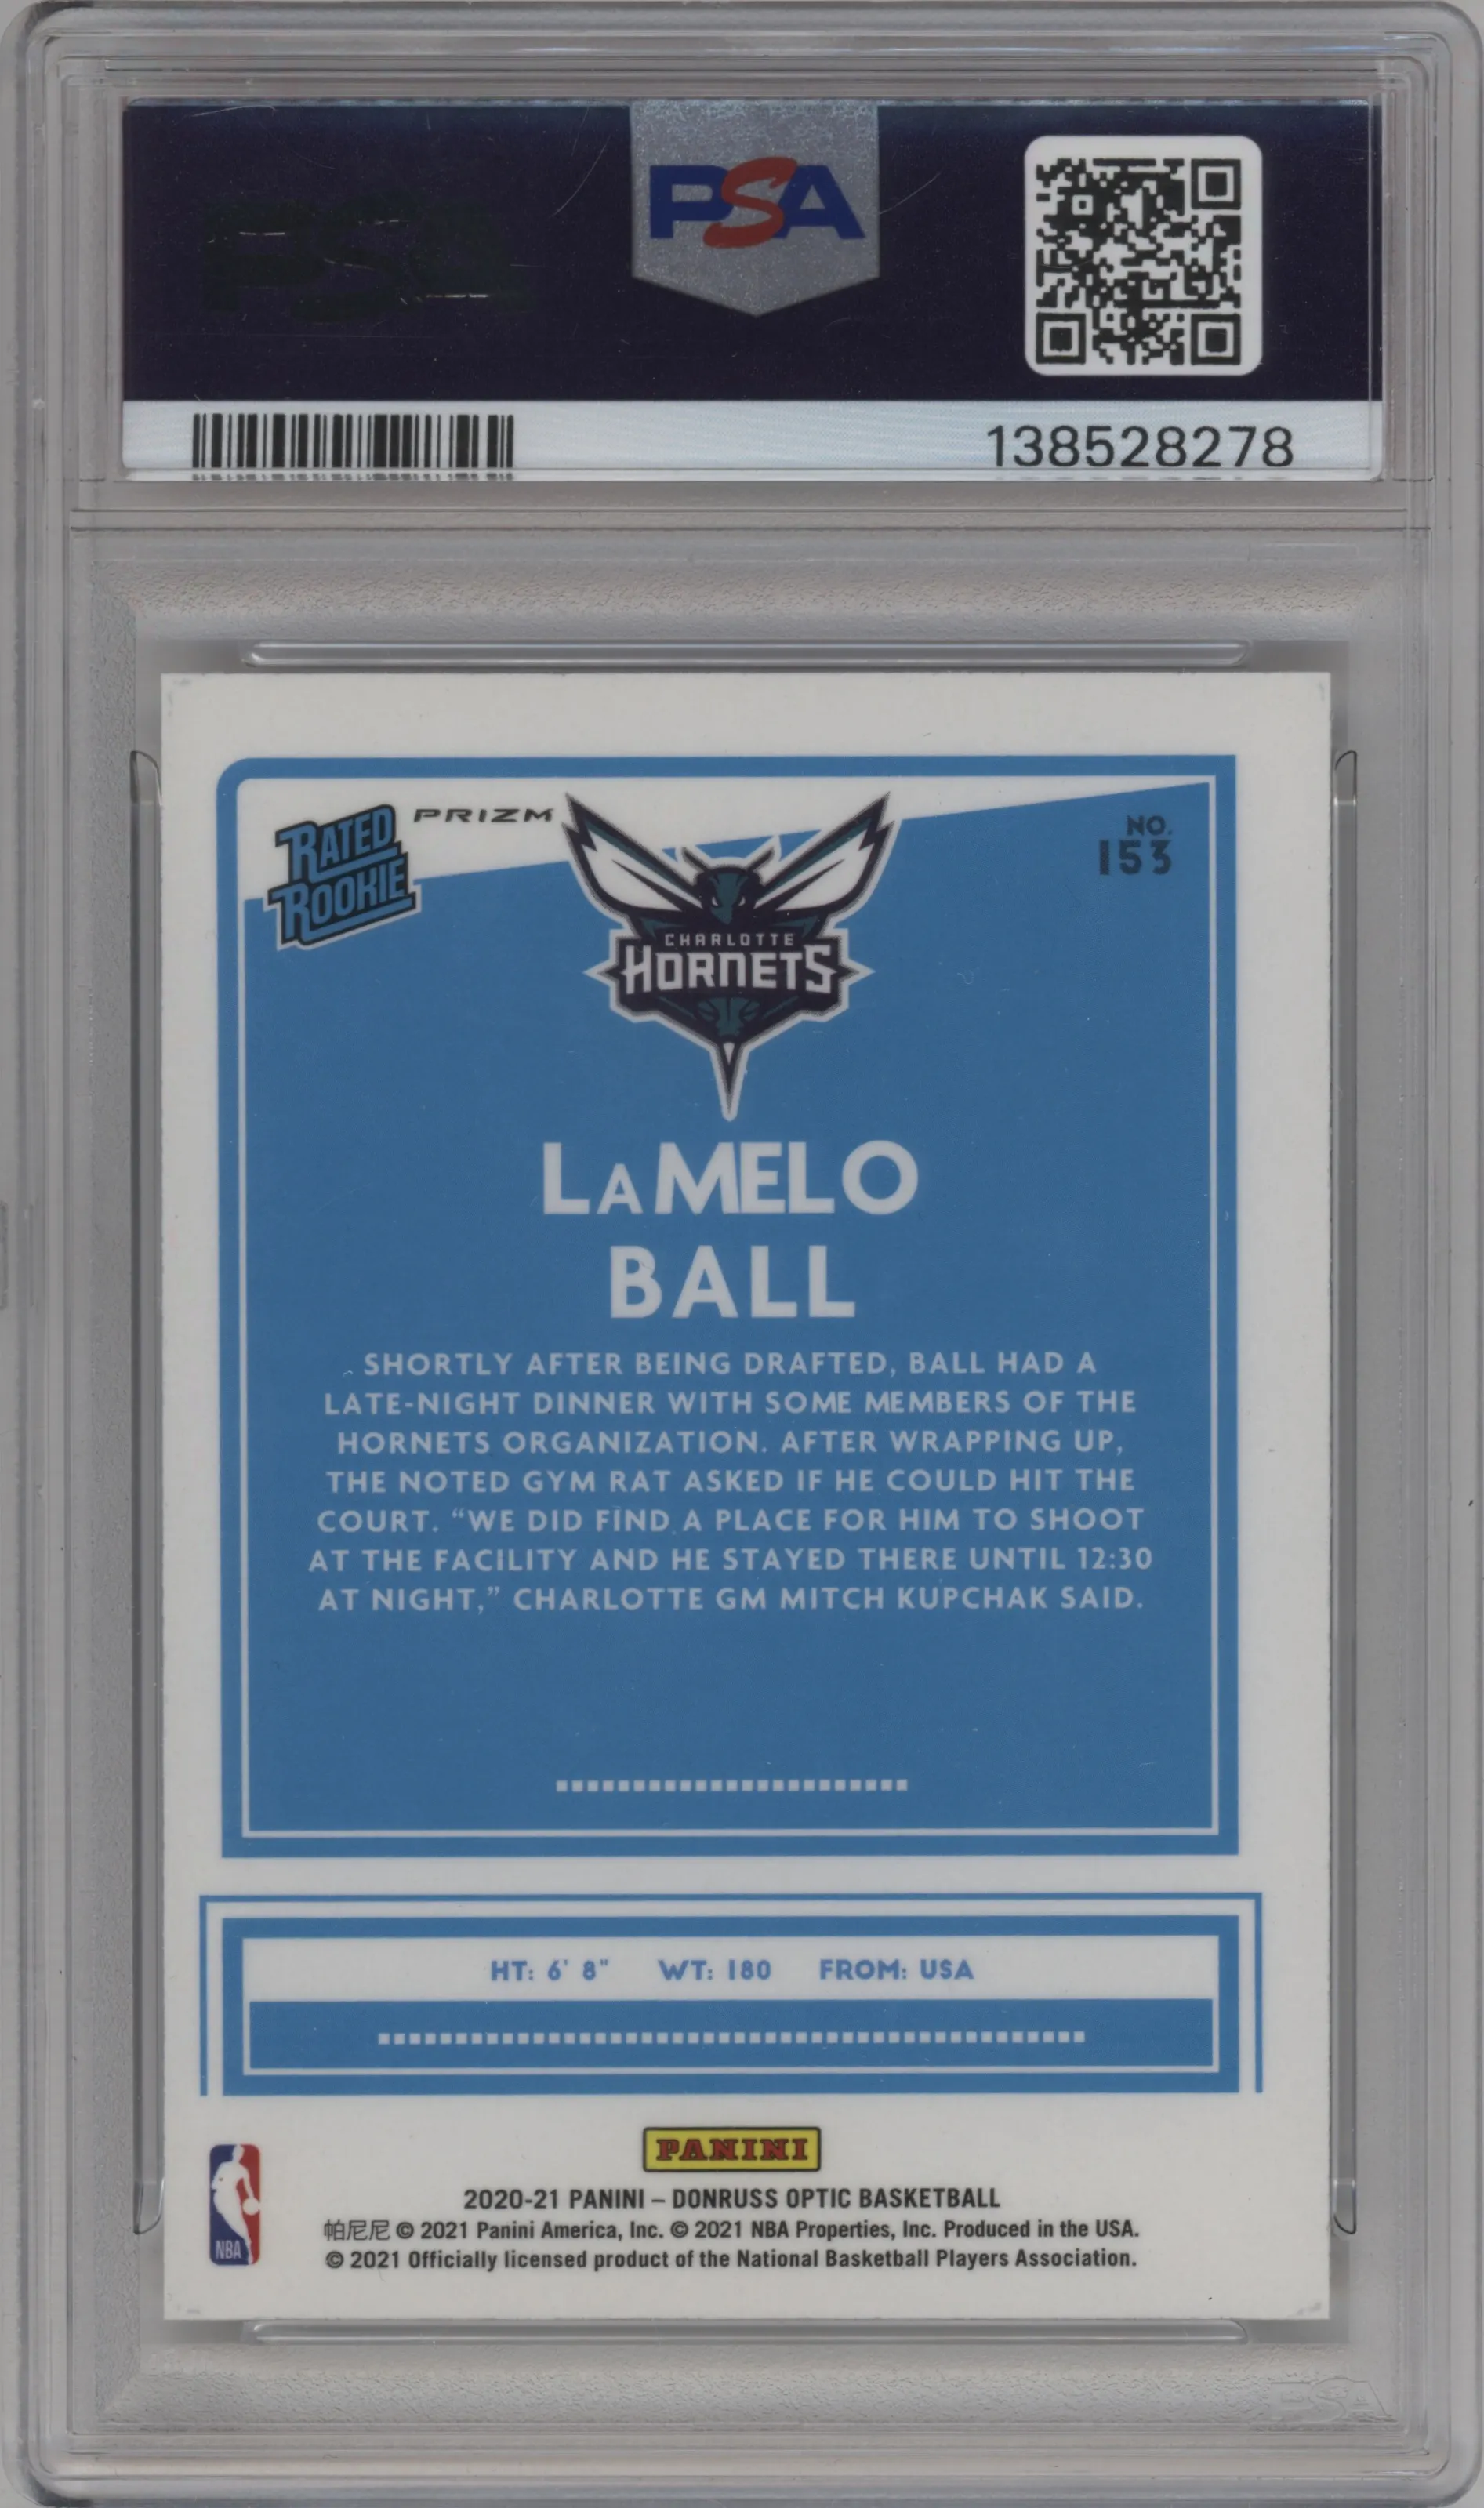 PSA
138528278
RATED
ROOKIE
PRIZM
NO.
153
CHARLOTTE
HORNETS
LaMELO
BALL
SHORTLY AFTER BEING DRAFTED, BALL HAD A
LATE-NIGHT DINNER WITH SOME MEMBERS OF THE
HORNETS ORGANIZATION. AFTER WRAPPING UP,
THE NOTED GYM RAT ASKED IF HE COULD HIT THE
COURT. “WE DID FIND A PLACE FOR HIM TO SHOOT
AT THE FACILITY AND HE STAYED THERE UNTIL 12:30
AT NIGHT,” CHARLOTTE GM MITCH KUPCHAK SAID.
HT: 6' 8" WT: 180 FROM: USA
PANINI
2020-21 PANINI – DONRUSS OPTIC BASKETBALL
帕尼尼 © 2021 Panini America, Inc. © 2021 NBA Properties, Inc. Produced in the USA.
© 2021 Officially licensed product of the National Basketball Players Association.
NBA
PSA